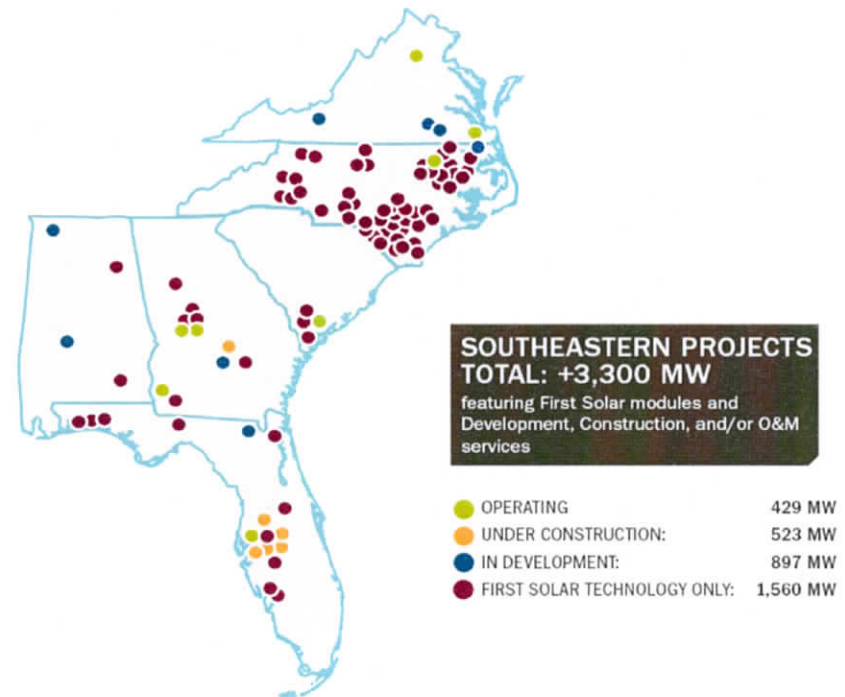 SOUTHEASTERN PROJECTS
TOTAL: +3,300 MW
featuring First Solar modules and
Development, Construction, and/or O&M
services
OPERATING 429 MW
UNDER CONSTRUCTION: 523 MW
IN DEVELOPMENT: 897 MW
FIRST SOLAR TECHNOLOGY ONLY: 1,560 MW